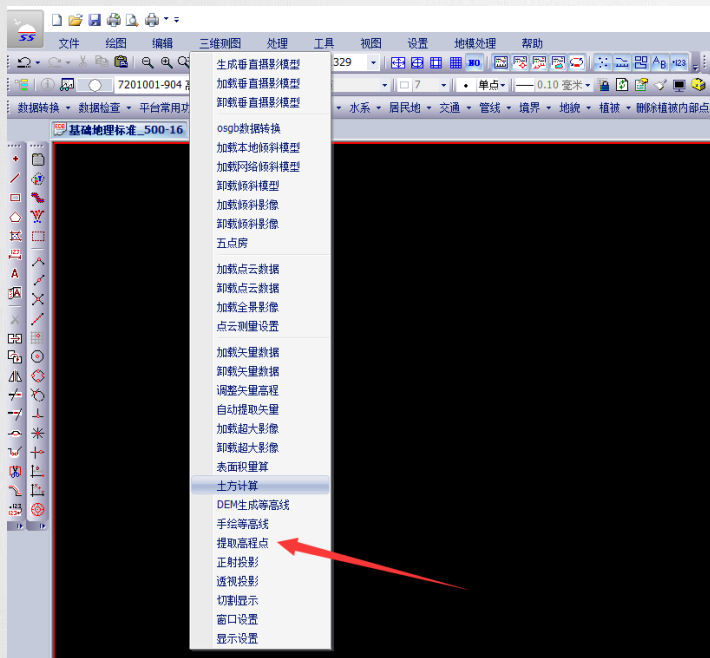 SS
文件 绘图 编辑 三维测图 处理 工具 视图 设置 地模处理 帮助
329
HO
7201001-904
7
单点
0.10 毫米
数据转换 数据检查 平台常用功 水系 居民地 交通 管线 境界 地貌 植被 删除植被内部点
基础地理标准_500-16
生成垂直摄影模型
加载垂直摄影模型
卸载垂直摄影模型
osgb数据转换
加载本地倾斜模型
加载网络倾斜模型
卸载倾斜模型
加载倾斜影像
卸载倾斜影像
五点房
加载点云数据
卸载点云数据
加载全景影像
点云测量设置
加载矢量数据
卸载矢量数据
调整矢量高程
自动提取矢量
加载超大影像
卸载超大影像
表面积量算
土方计算
DEM生成等高线
手绘等高线
提取高程点
正射投影
透视投影
切割显示
窗口设置
显示设置